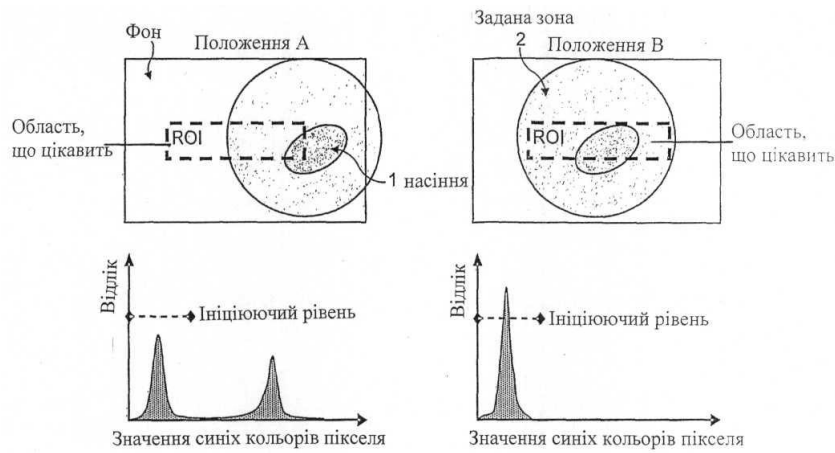 Фон
Положення А
Область,
що цікавить
ROI
1 насіння
Задана зона
2
Положення В
ROI
Область,
що цікавить
Відлік
Ініціюючий рівень
Значення синіх кольорів пікселя
Відлік
Ініціюючий рівень
Значення синіх кольорів пікселя